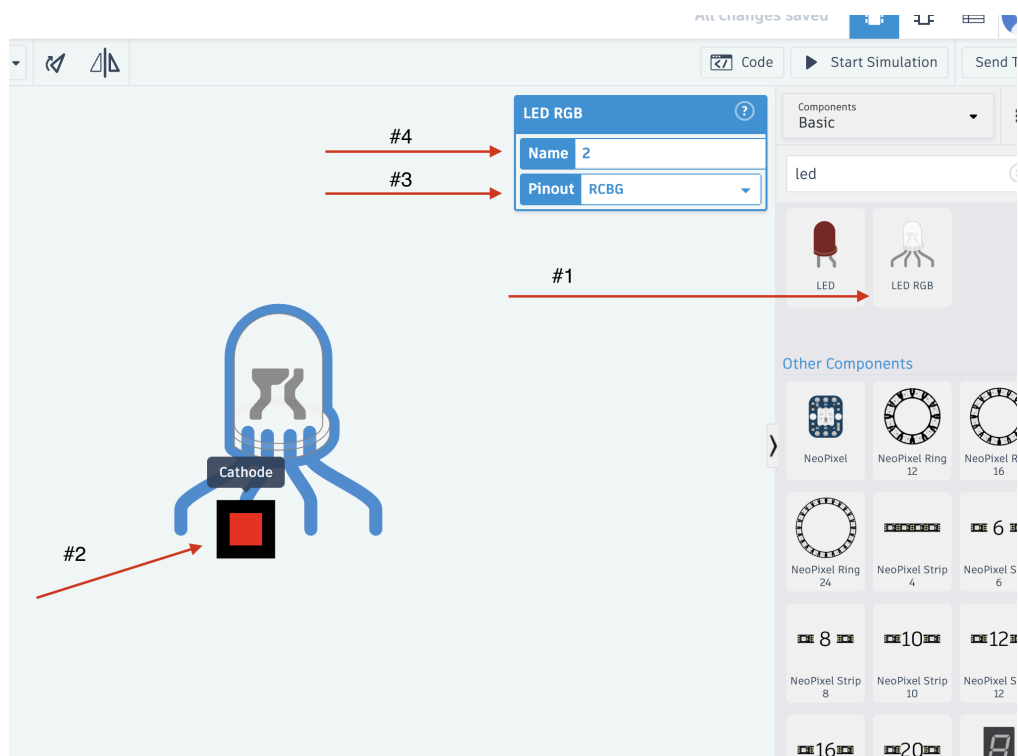 All changes saved
Code
Start Simulation
Send T
LED RGB
?
Name 2
Pinout RCBG
#4
#3
#1
#2
Cathode
Components
Basic
led
LED
LED RGB
Other Components
NeoPixel
NeoPixel Ring
12
NeoPixel R
16
NeoPixel Ring
24
NeoPixel Strip
4
6
NeoPixel S
6
8
NeoPixel Strip
8
10
NeoPixel Strip
10
12
NeoPixel S
12
16
20